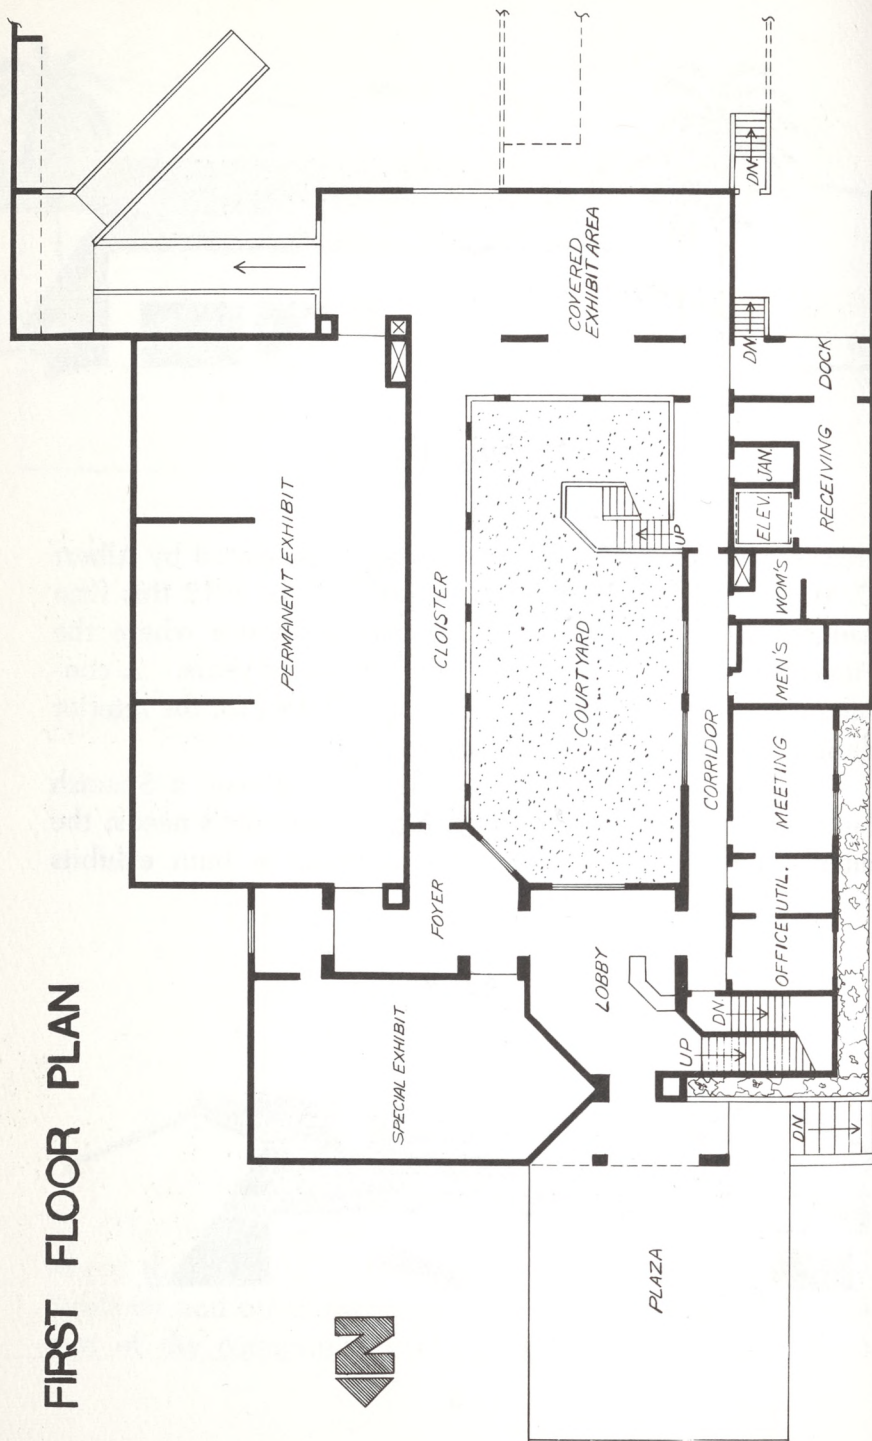 FIRST FLOOR PLAN
N
PERMANENT EXHIBIT
SPECIAL EXHIBIT
FOYER
CLOISTER
COVERED
EXHIBIT AREA
COURTYARD
UP
LOBBY
PLAZA
CORRIDOR
UP
DN
DN
OFFICE
UTIL.
MEETING
MEN'S
WOM'S
ELEV.
JAN.
RECEIVING
DOCK
DN
DN